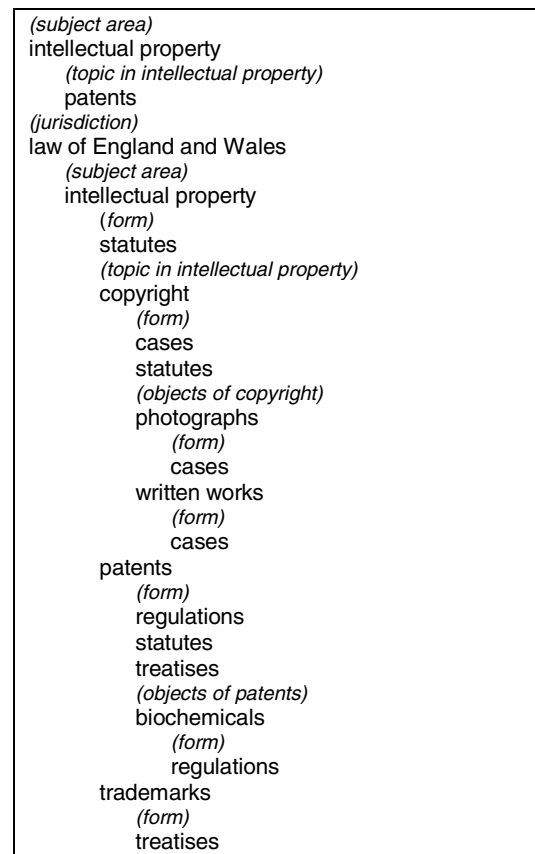 (subject area)
intellectual property
(topic in intellectual property)
patents
(jurisdiction)
law of England and Wales
(subject area)
intellectual property
(form)
statutes
(topic in intellectual property)
copyright
(form)
cases
statutes
(objects of copyright)
photographs
(form)
cases
written works
(form)
cases
patents
(form)
regulations
statutes
treatises
(objects of patents)
biochemicals
(form)
regulations
trademarks
(form)
treatises